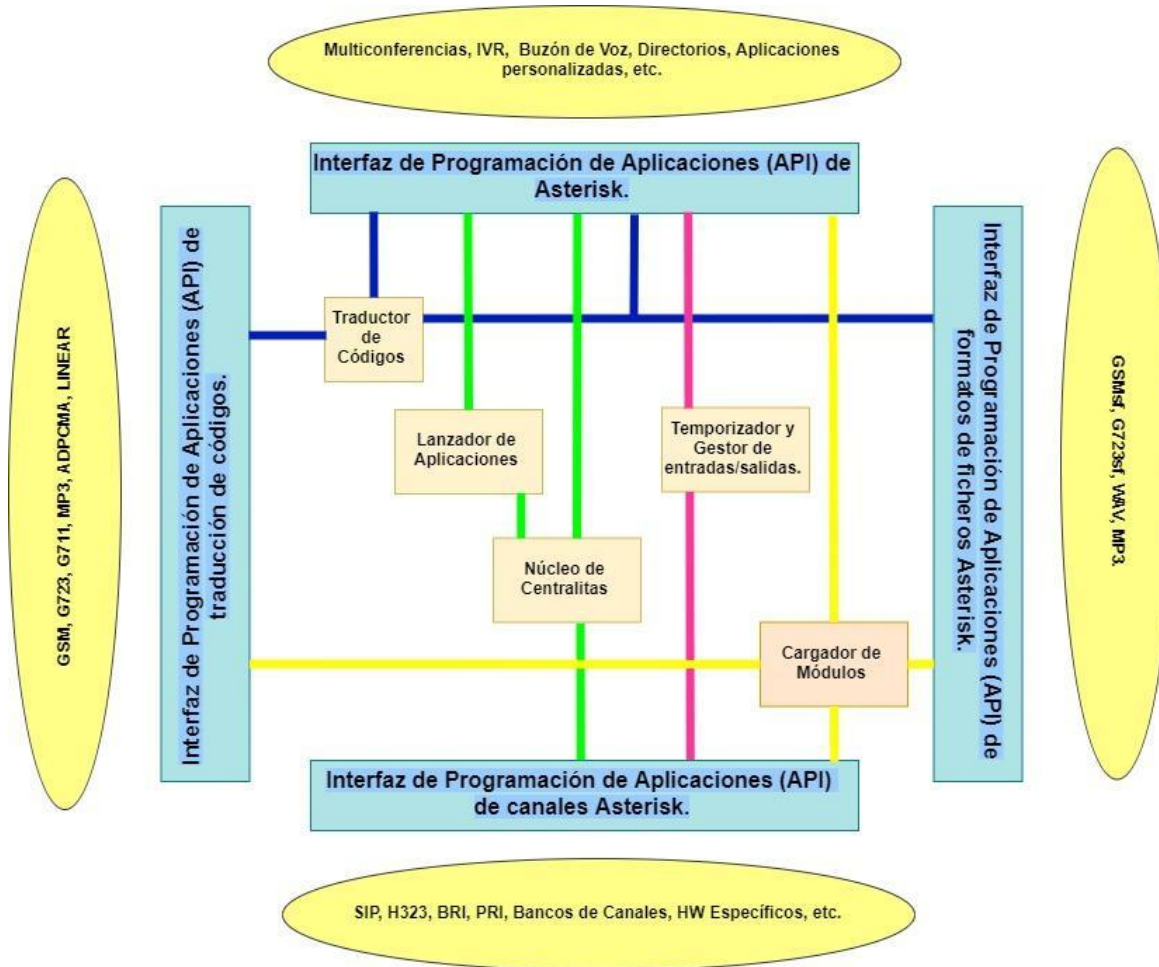 Multiconferencias, IVR, Buzón de Voz, Directorios, Aplicaciones
personalizadas, etc.
Interfaz de Programación de Aplicaciones (API) de
Asterisk.
GSM, G723, G711, MP3, ADPCMA, LINEAR
Interfaz de Programación de Aplicaciones (API) de
traducción de códigos.
Traductor
de
Códigos
Lanzador de
Aplicaciones
Temporizador y
Gestor de
entradas/salidas.
Núcleo de
Centralitas
Cargador de
Módulos
Interfaz de Programación de Aplicaciones (API) de
formatos de ficheros Asterisk.
GSMsf, G723sf, WAV, MP3.
Interfaz de Programación de Aplicaciones (API)
de canales Asterisk.
SIP, H323, BRI, PRI, Bancos de Canales, HW Específicos, etc.